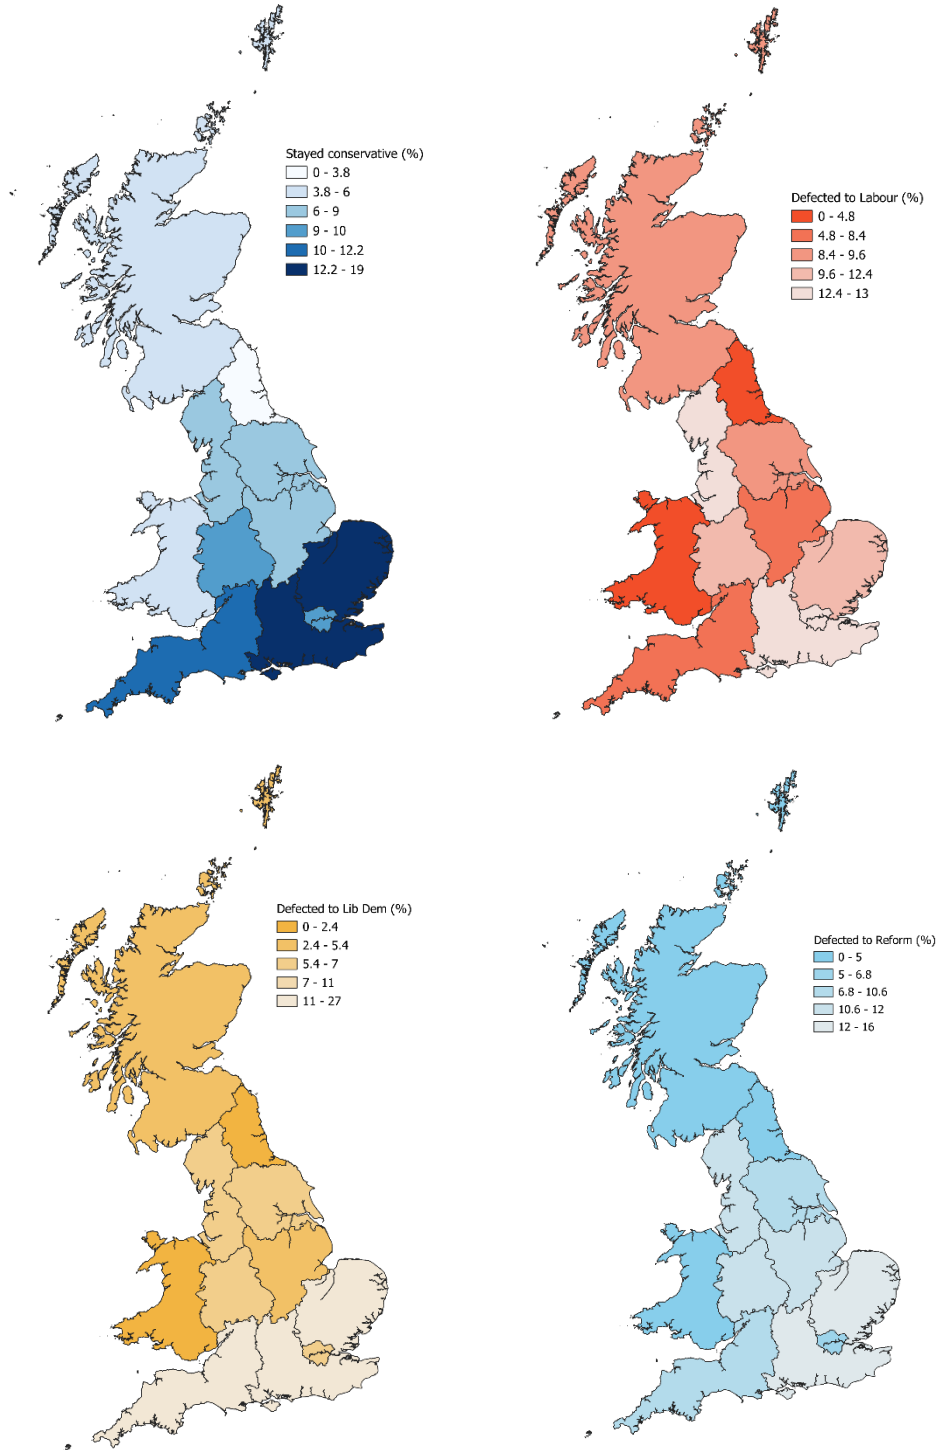 Stayed conservative (%)
0 - 3.8
3.8 - 6
6 - 9
9 - 10
10 - 12.2
12.2 - 19
Defected to Labour (%)
0 - 4.8
4.8 - 8.4
8.4 - 9.6
9.6 - 12.4
12.4 - 13
Defected to Lib Dem (%)
0 - 2.4
2.4 - 5.4
5.4 - 7
7 - 11
11 - 27
Defected to Reform (%)
0 - 5
5 - 6.8
6.8 - 10.6
10.6 - 12
12 - 16